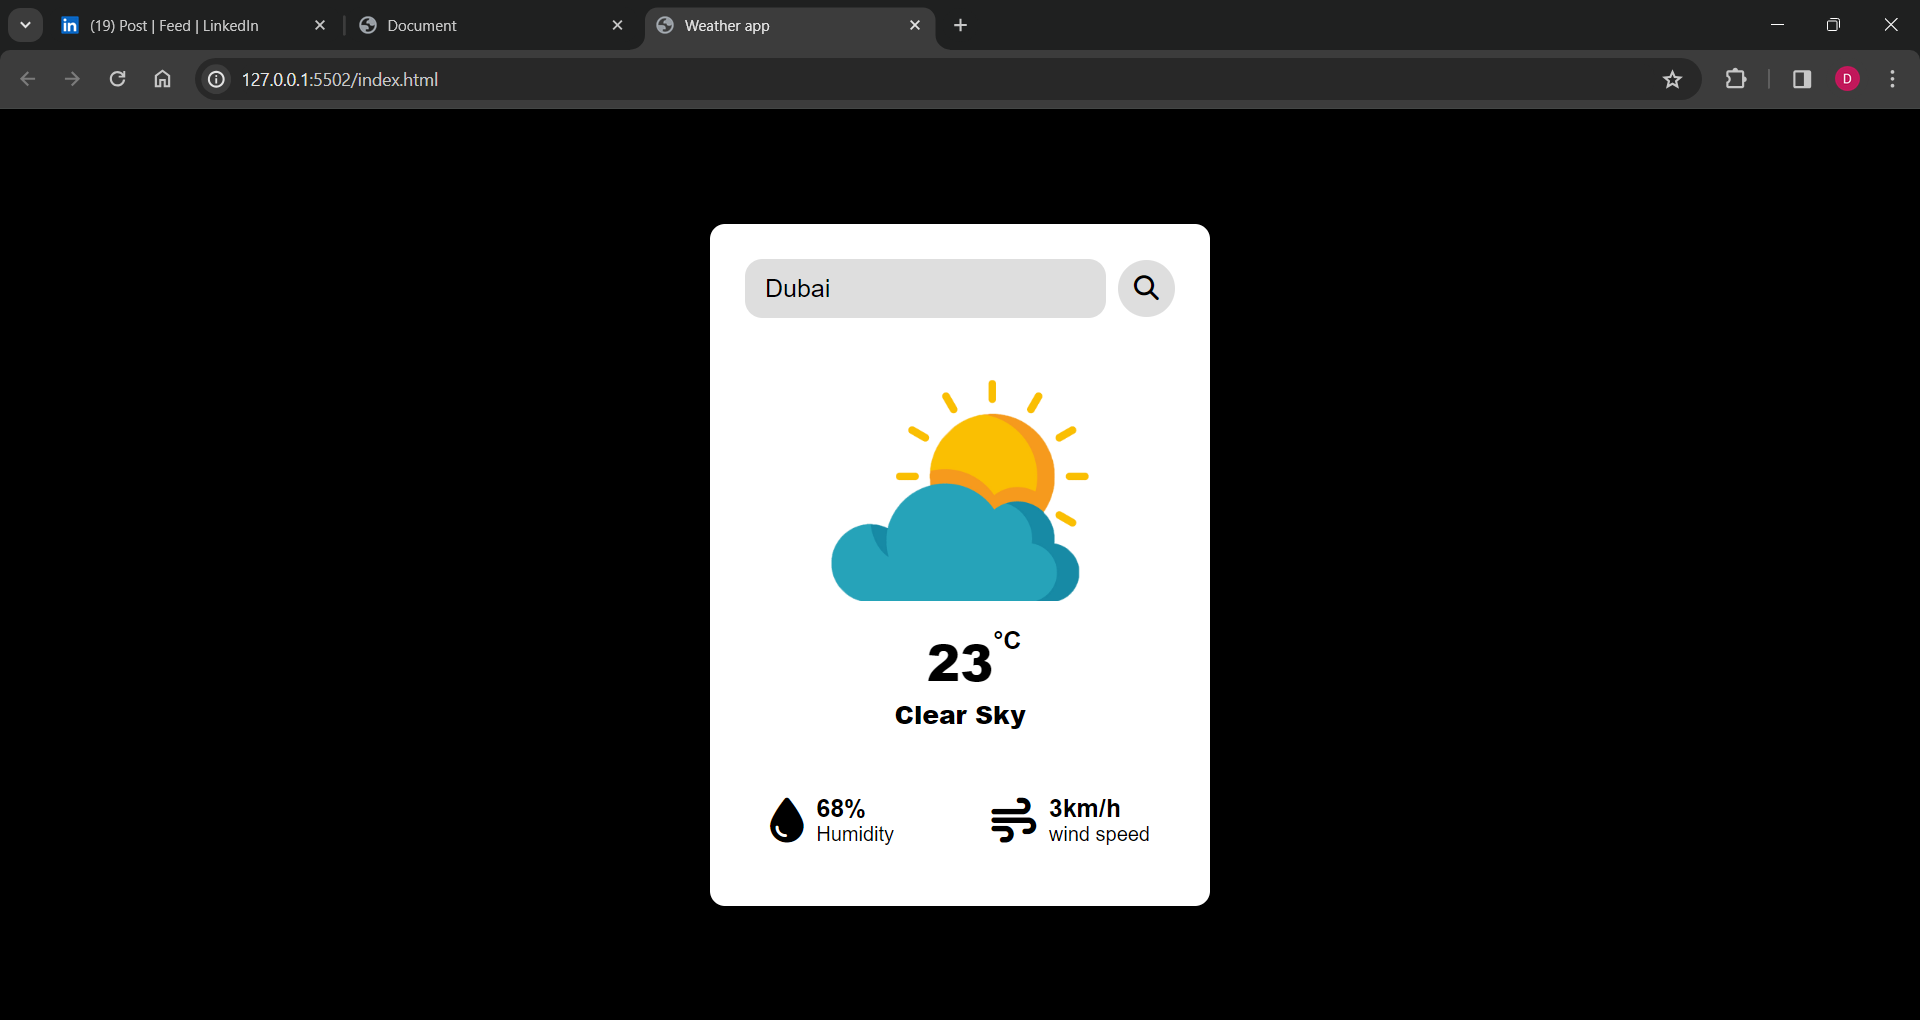 in (19) Post | Feed | LinkedIn
Document
Weather app
127.0.0.1:5502/index.html
D
Dubai
23°C
Clear Sky
68%
Humidity
3km/h
wind speed